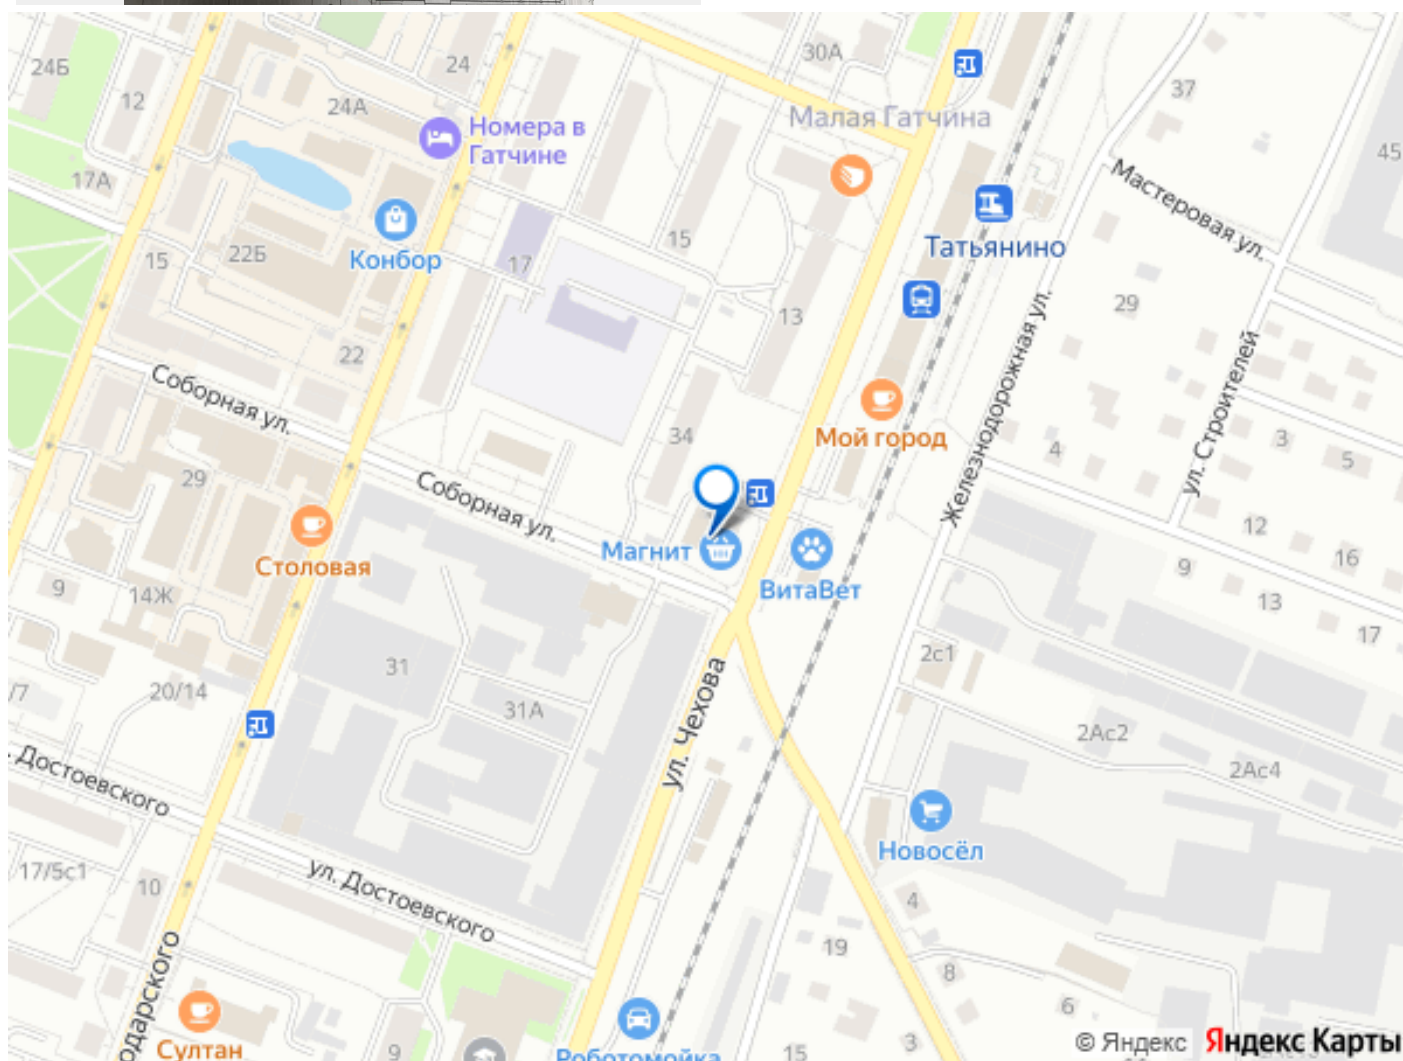 24Б
12
24
24А
Номера в
Гатчине
30А
Малая Гатчина
37
45
Мастеровая ул.
17А
15
22Б
Конбор
17
15
Татьянино
29
13
22
Соборная ул.
34
Мой город
Железнодорожная ул.
ул. Строителей
4
3
5
29
Соборная ул.
Столовая
Магнит
ВитаВет
12
16
9
13
17
9
14Ж
31
2с1
/7
20/14
31А
ул. Чехова
2Ас2
2Ас4
. Достоевского
Новосёл
17/5с1
10
ул. Достоевского
4
19
8
6
одарского
Султан
9
Роботомойка
15
3
© Яндекс
Яндекс Карты